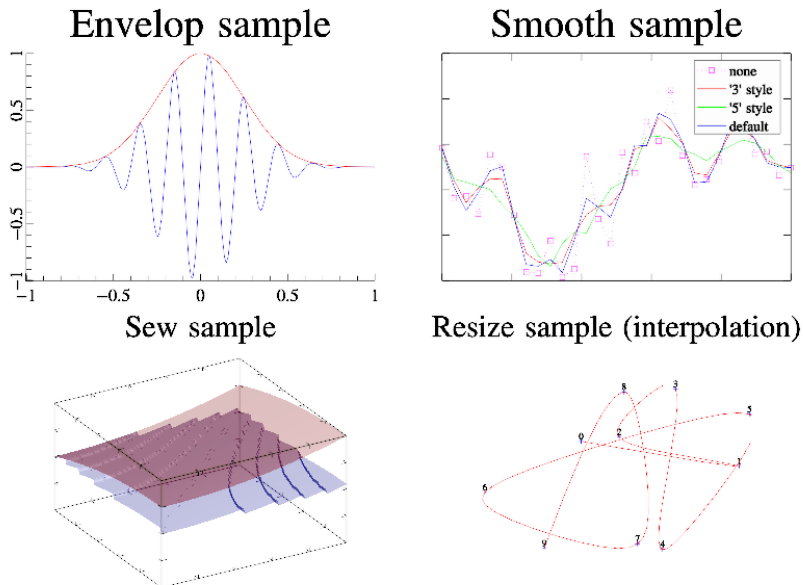 Envelop sample
Smooth sample
1
0.5
0
−0.5
−1
−1
−0.5
0
0.5
1
none
'3' style
'5' style
default
Sew sample
Resize sample (interpolation)
8
3
5
0
2
1
6
9
7
4